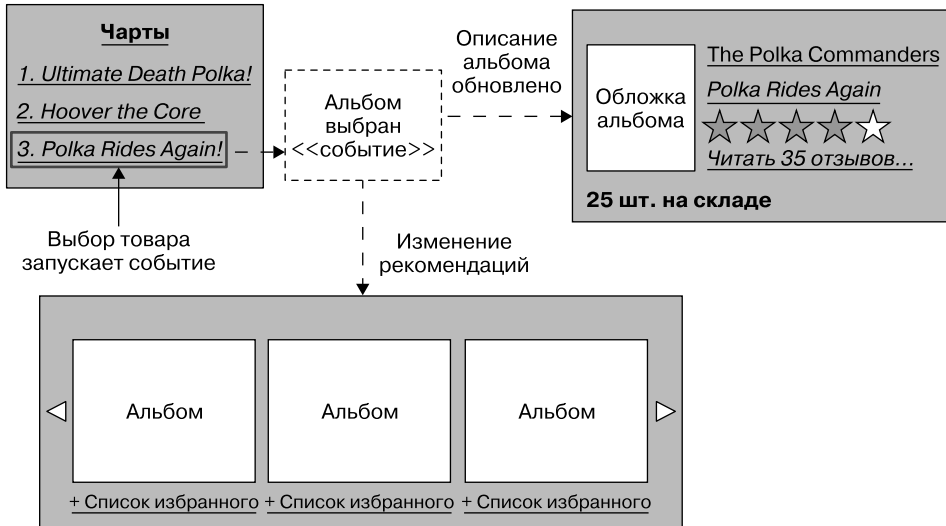 Чарты
1. Ultimate Death Polka!
2. Hoover the Core
3. Polka Rides Again!
Выбор товара
запускает событие
Альбом
выбран
<<событие>>
Описание
альбома
обновлено
Обложка
альбома
The Polka Commanders
Polka Rides Again
Читать 35 отзывов...
25 шт. на складе
Изменение
рекомендаций
Альбом
Альбом
Альбом
+ Список избранного
+ Список избранного
+ Список избранного